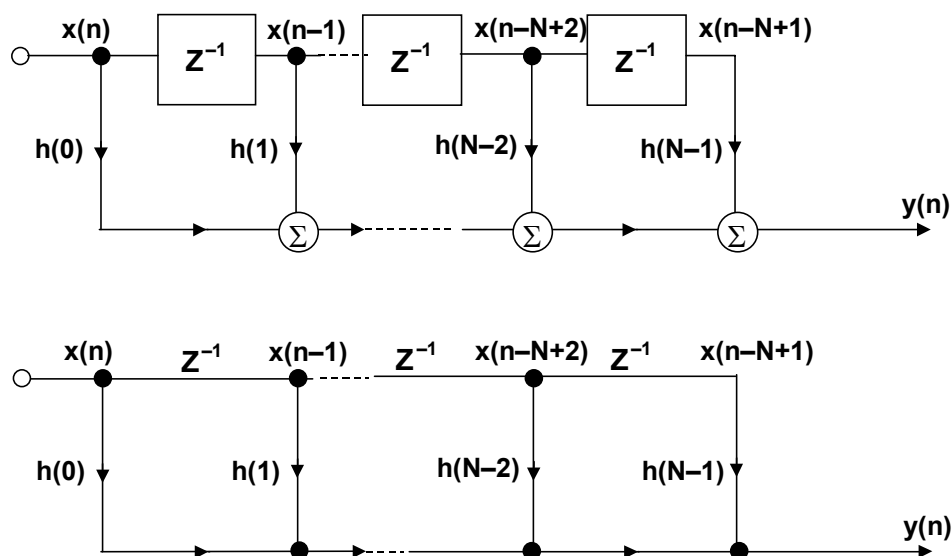 x(n) x(n–1) x(n–N+2) x(n–N+1)
Z⁻¹ Z⁻¹ Z⁻¹
h(0) h(1) h(N–2) h(N–1)
y(n)
Σ Σ Σ
x(n) Z⁻¹ x(n–1) Z⁻¹ x(n–N+2) Z⁻¹ x(n–N+1)
h(0) h(1) h(N–2) h(N–1)
y(n)